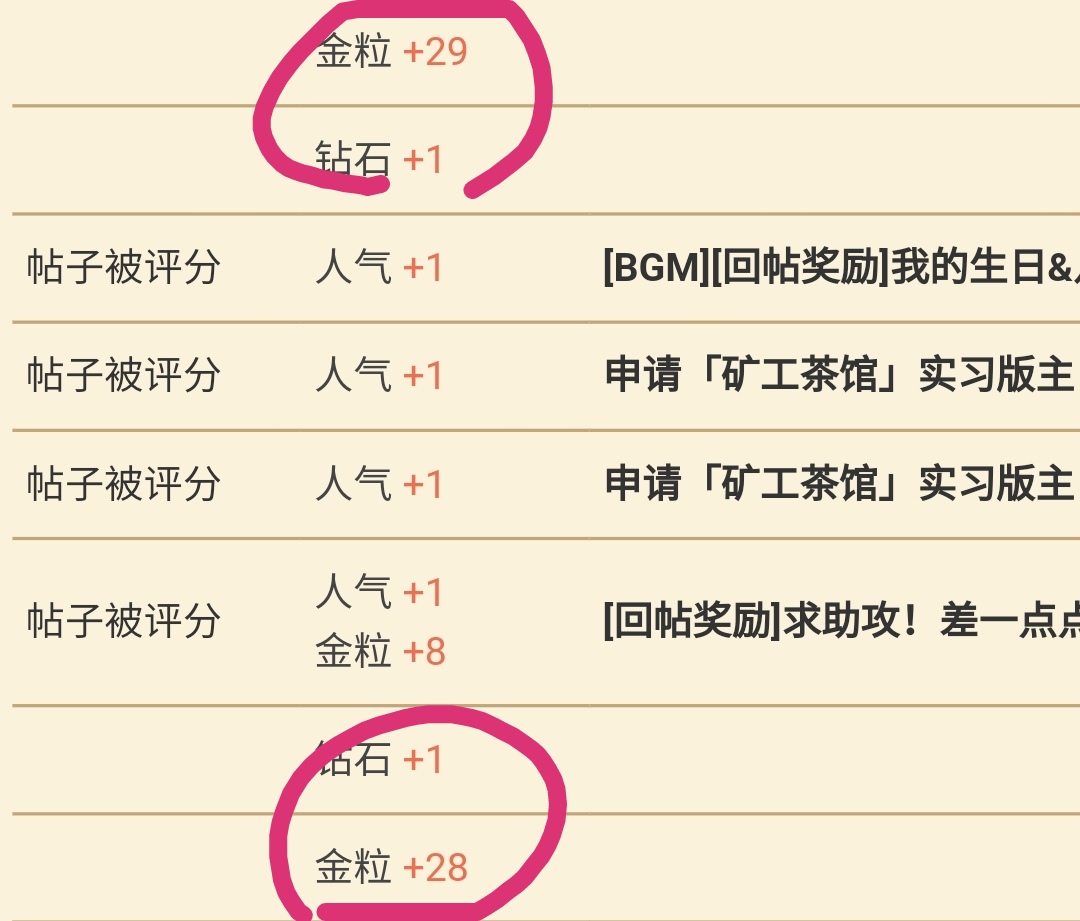 金粒 +29
钻石 +1
帖子被评分 人气 +1 [BGM][回帖奖励]我的生日&
帖子被评分 人气 +1 申请「矿工茶馆」实习版主
帖子被评分 人气 +1 申请「矿工茶馆」实习版主
人气 +1
帖子被评分 [回帖奖励]求助攻！差一点点
金粒 +8
钻石 +1
金粒 +28